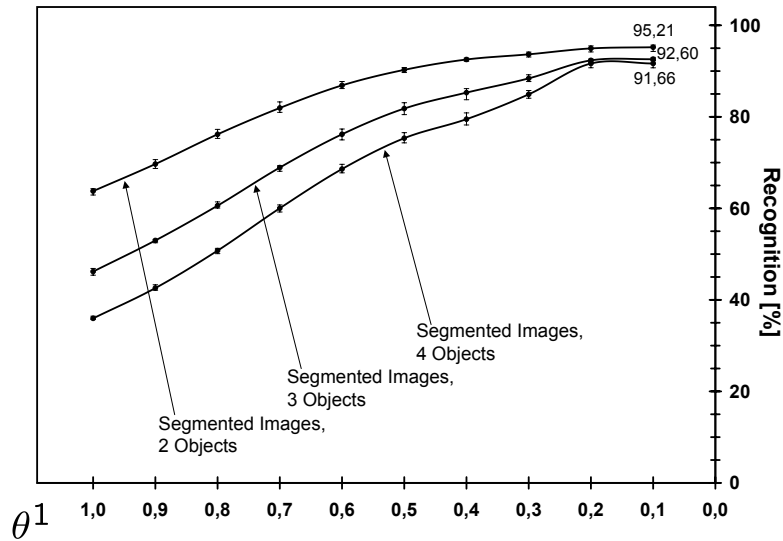 100
95,21
92,60
91,66
80
60
40
20
0
Recognition [%]
Segmented Images,
4 Objects
Segmented Images,
3 Objects
Segmented Images,
2 Objects
θ1
1,0 0,9 0,8 0,7 0,6 0,5 0,4 0,3 0,2 0,1 0,0